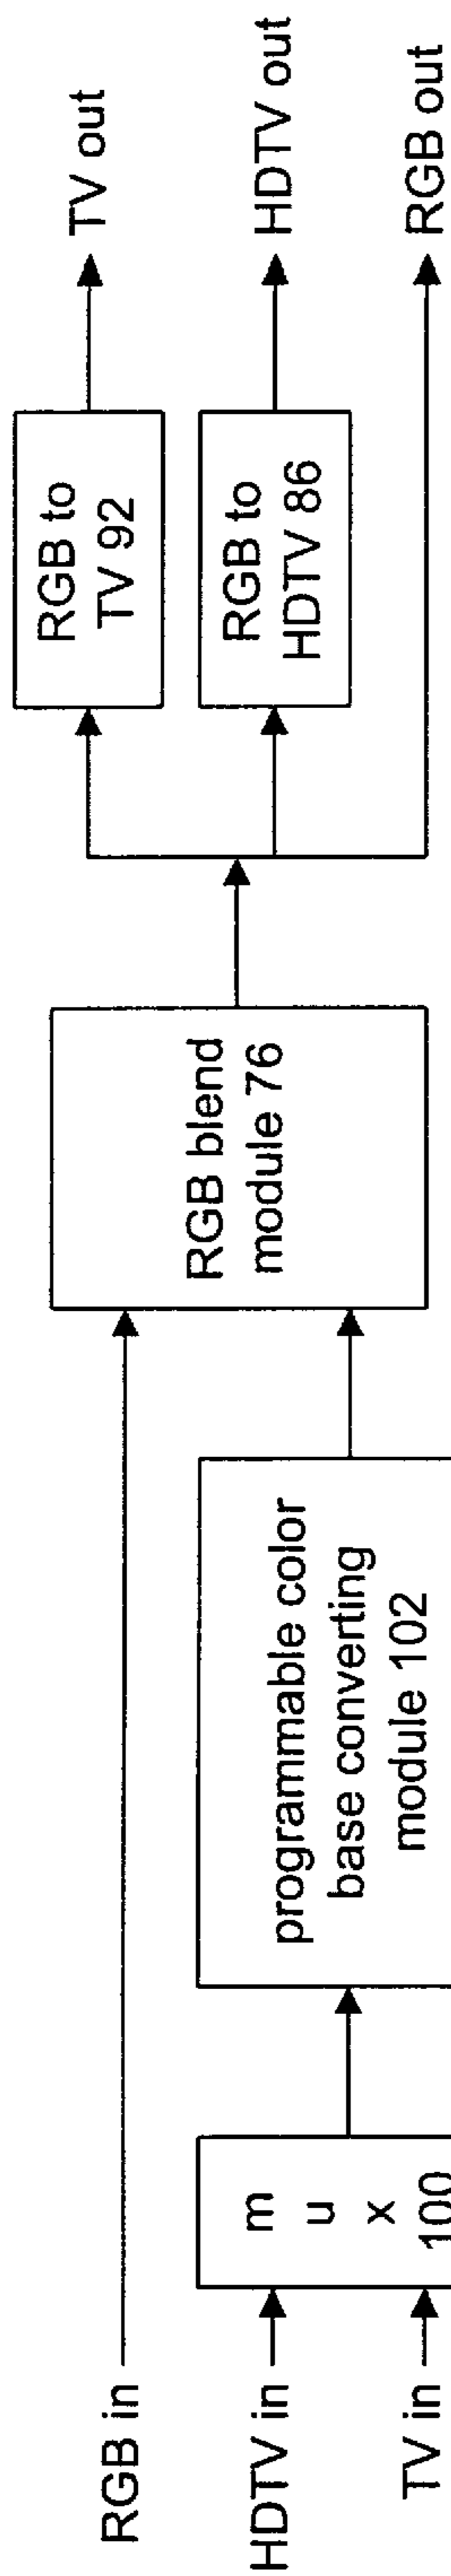 RGB in
HDTV in
TV in
m
u
x
100
programmable color
base converting
module 102
RGB blend
module 76
RGB to
TV 92
RGB to
HDTV 86
TV out
HDTV out
RGB out